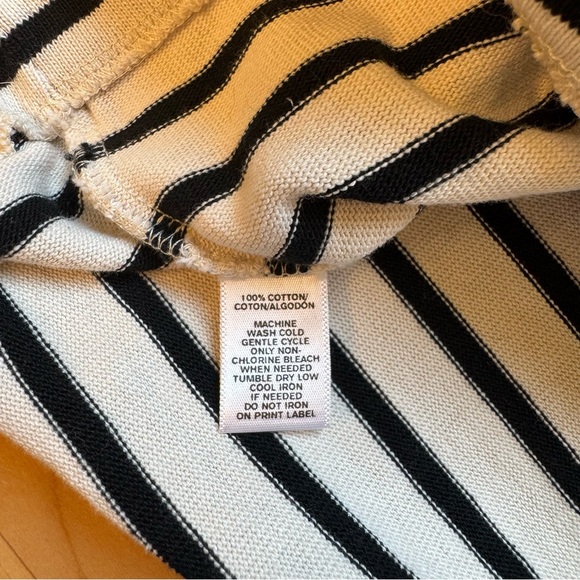 100% COTTON/
COTON/ALGODÓN
MACHINE
WASH COLD
GENTLE CYCLE
ONLY NON-
CHLORINE BLEACH
WHEN NEEDED
TUMBLE DRY LOW
COOL IRON
IF NEEDED
DO NOT IRON
ON PRINT LABEL